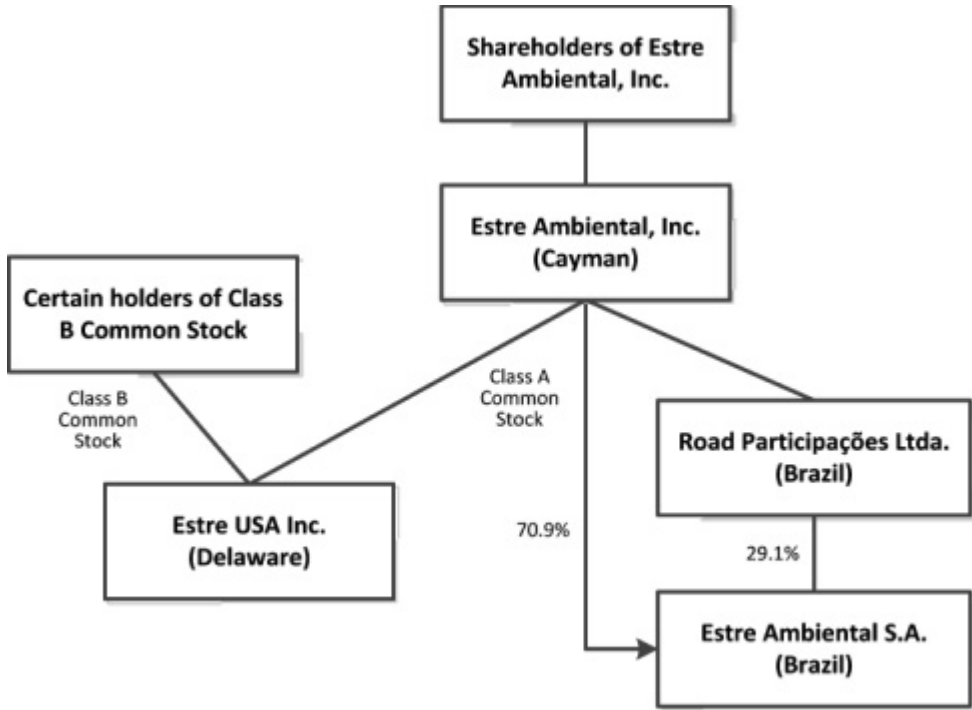 Shareholders of Estre
Ambiental, Inc.
Estre Ambiental, Inc.
(Cayman)
Certain holders of Class
B Common Stock
Class B
Common
Stock
Class A
Common
Stock
Road Participações Ltda.
(Brazil)
Estre USA Inc.
(Delaware)
70.9%
29.1%
Estre Ambiental S.A.
(Brazil)